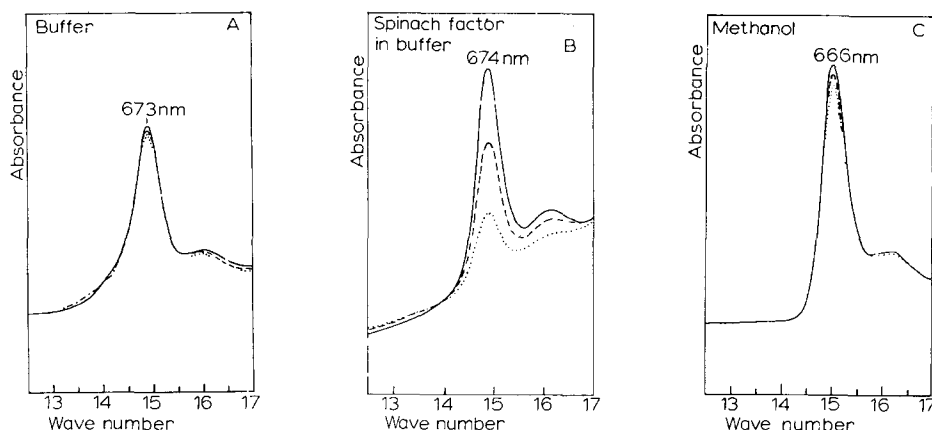 Buffer
A
673nm
Absorbance
13 14 15 16 17
Wave number
Spinach factor
in buffer
B
674nm
Absorbance
13 14 15 16 17
Wave number
Methanol
C
666nm
Absorbance
13 14 15 16 17
Wave number